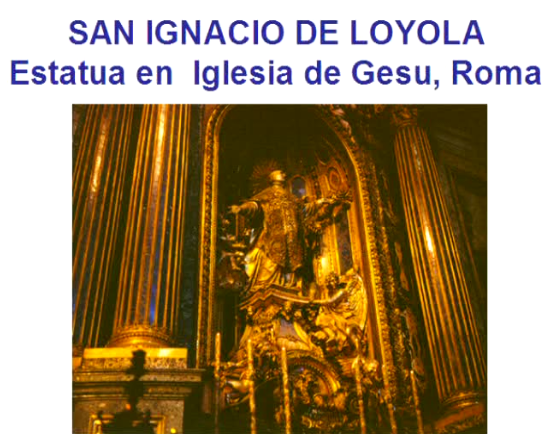 SAN IGNACIO DE LOYOLA
Estatua en Iglesia de Gesu, Roma